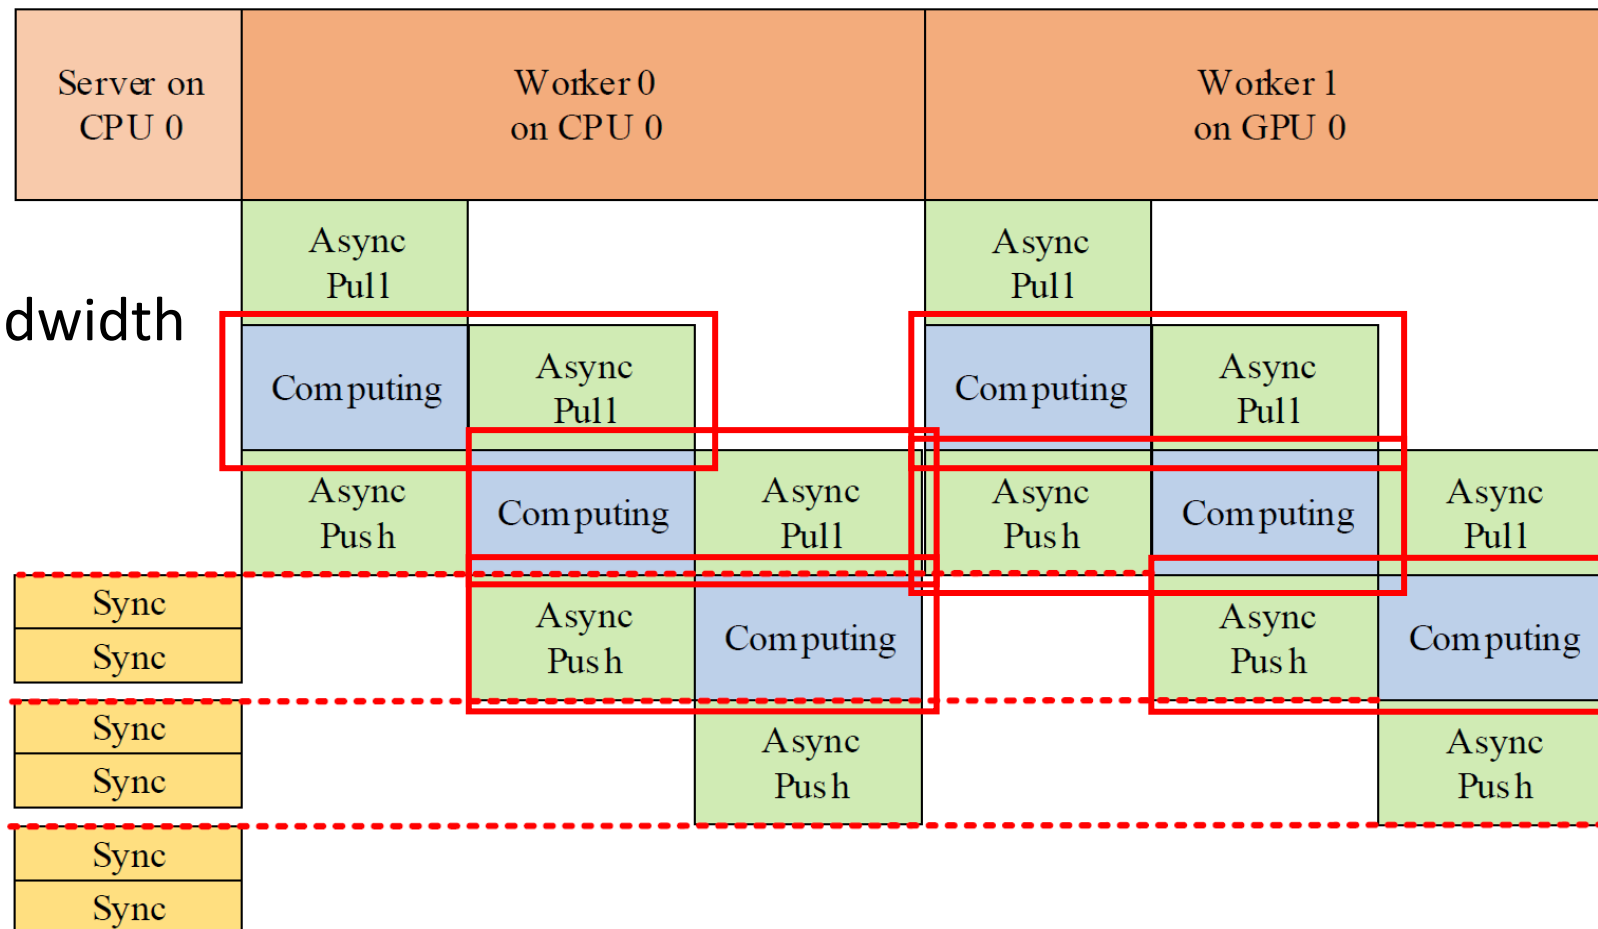 Server on
CPU 0
Worker 0
on CPU 0
Worker 1
on GPU 0
Async
Pull
Async
Pull
dwidth
Computing
Async
Pull
Computing
Async
Pull
Async
Push
Computing
Async
Pull
Async
Push
Computing
Async
Pull
Sync
Sync
Async
Push
Computing
Async
Push
Computing
Sync
Sync
Async
Push
Async
Push
Sync
Sync